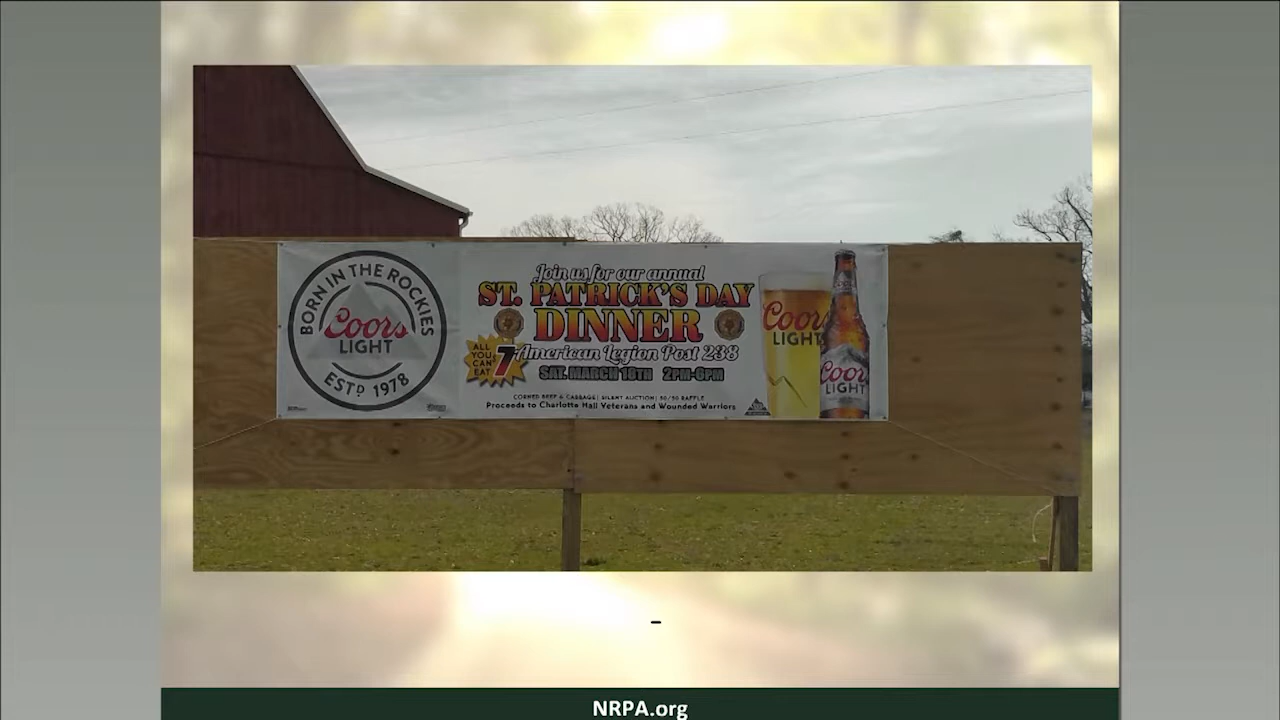 BORN IN THE ROCKIES
Coors
LIGHT
ESTD 1978
Join us for our annual
ST. PATRICK'S DAY
DINNER
ALL
YOU
CAN
EAT
7
American Legion Post 238
SAT. MARCH 10TH 2PM-6PM
CORNED BEEF & CABBAGE| SILENT AUCTION| 50/50 RAFFLE
Proceeds to Charlotte Hall Veterans and Wounded Warriors
Coors
LIGHT
Coors
LIGHT
-
NRPA.org